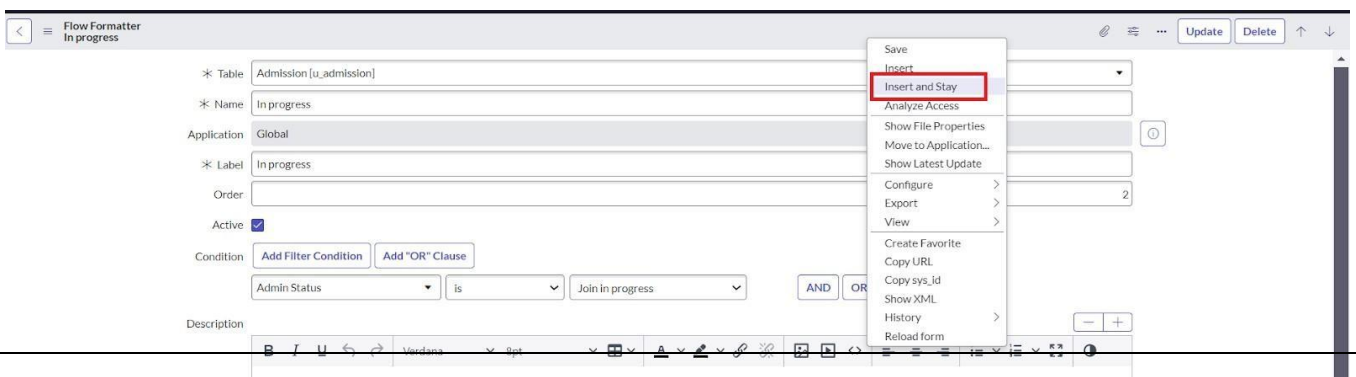 Flow Formatter
In progress
Update Delete
Table Admission [u_admission]
Name In progress
Application Global
Label In progress
Order 2
Active
Condition Add Filter Condition Add "OR" Clause
Admin Status is Join in progress AND OR
Description
B I U Verdana 8pt A
Save
Insert
Insert and Stay
Analyze Access
Show File Properties
Move to Application...
Show Latest Update
Configure
Export
View
Create Favorite
Copy URL
Copy sys_id
Show XML
History
Reload form